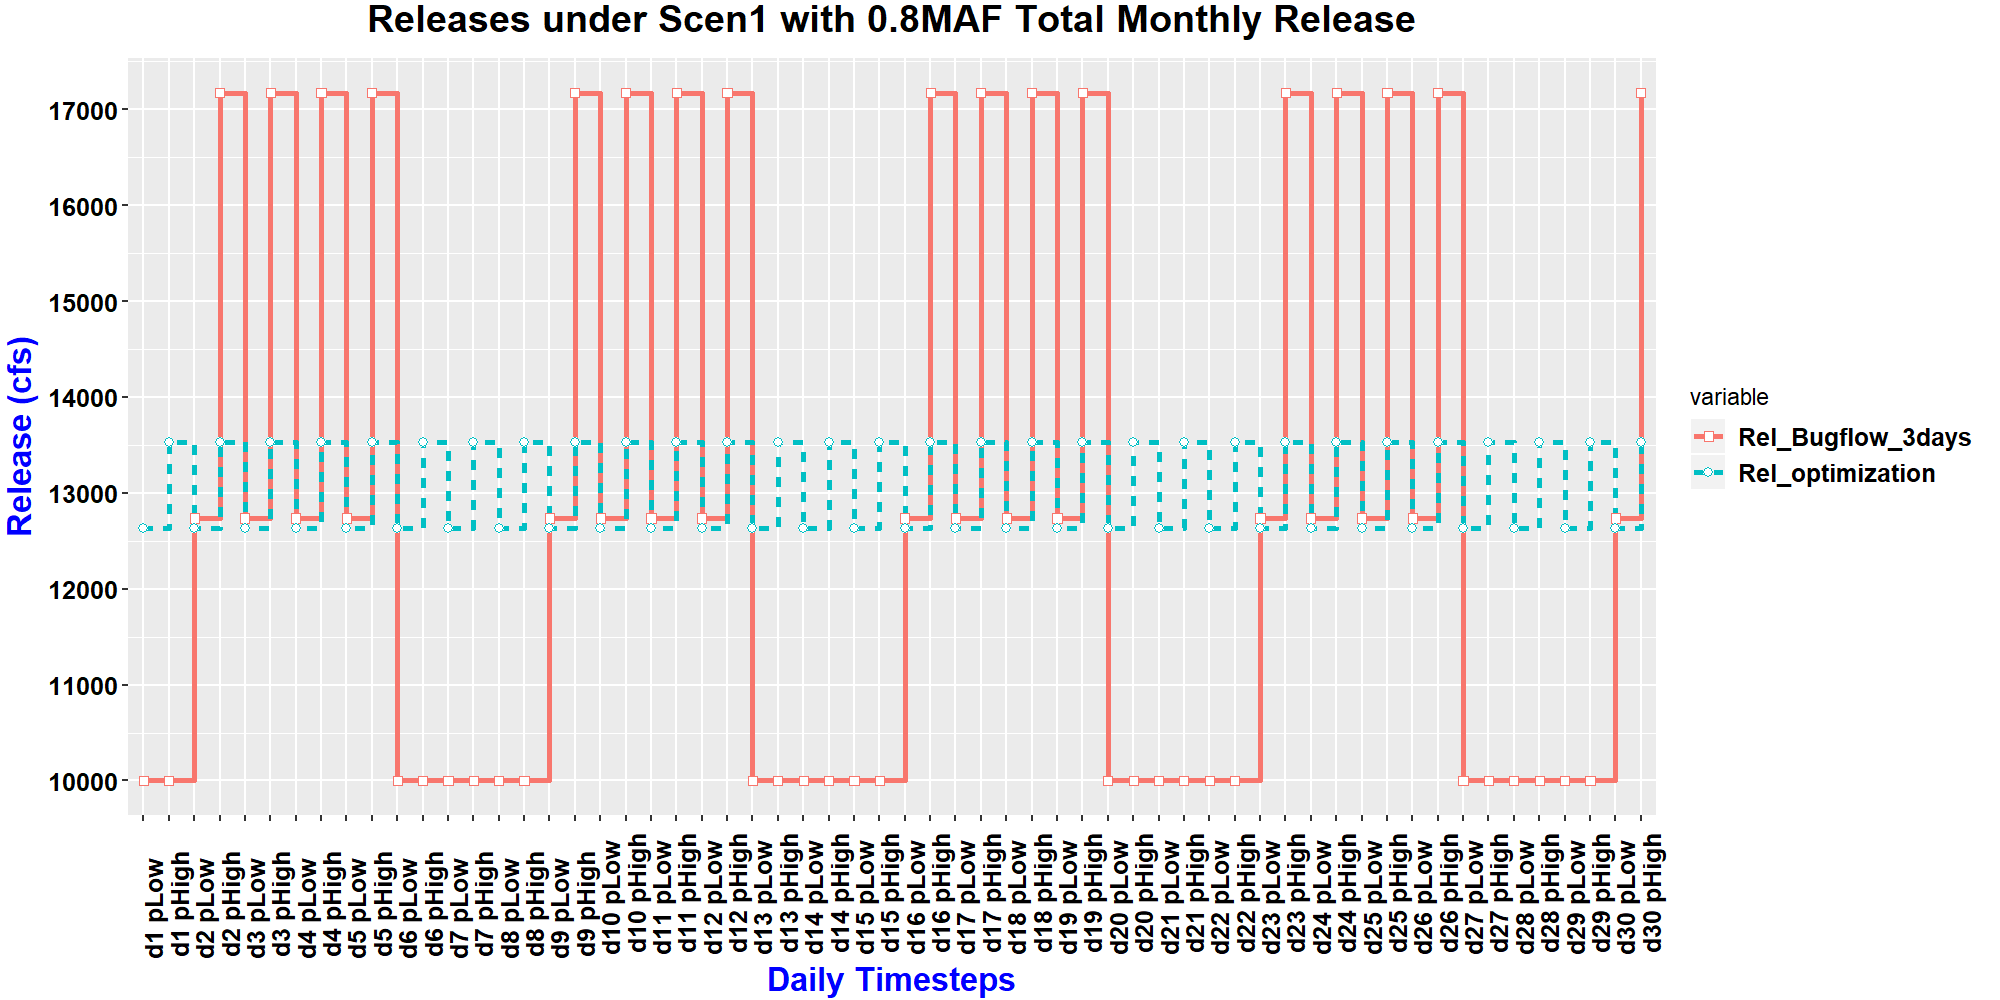 Releases under Scen1 with 0.8MAF Total Monthly Release
Release (cfs)
17000
16000
15000
14000
13000
12000
11000
10000
d1 pLow
d1 pHigh
d2 pLow
d2 pHigh
d3 pLow
d3 pHigh
d4 pLow
d4 pHigh
d5 pLow
d5 pHigh
d6 pLow
d6 pHigh
d7 pLow
d7 pHigh
d8 pLow
d8 pHigh
d9 pLow
d9 pHigh
d10 pLow
d10 pHigh
d11 pLow
d11 pHigh
d12 pLow
d12 pHigh
d13 pLow
d13 pHigh
d14 pLow
d14 pHigh
d15 pLow
d15 pHigh
d16 pLow
d16 pHigh
d17 pLow
d17 pHigh
d18 pLow
d18 pHigh
d19 pLow
d19 pHigh
d20 pLow
d20 pHigh
d21 pLow
d21 pHigh
d22 pLow
d22 pHigh
d23 pLow
d23 pHigh
d24 pLow
d24 pHigh
d25 pLow
d25 pHigh
d26 pLow
d26 pHigh
d27 pLow
d27 pHigh
d28 pLow
d28 pHigh
d29 pLow
d29 pHigh
d30 pLow
d30 pHigh
Daily Timesteps
variable
Rel_Bugflow_3days
Rel_optimization